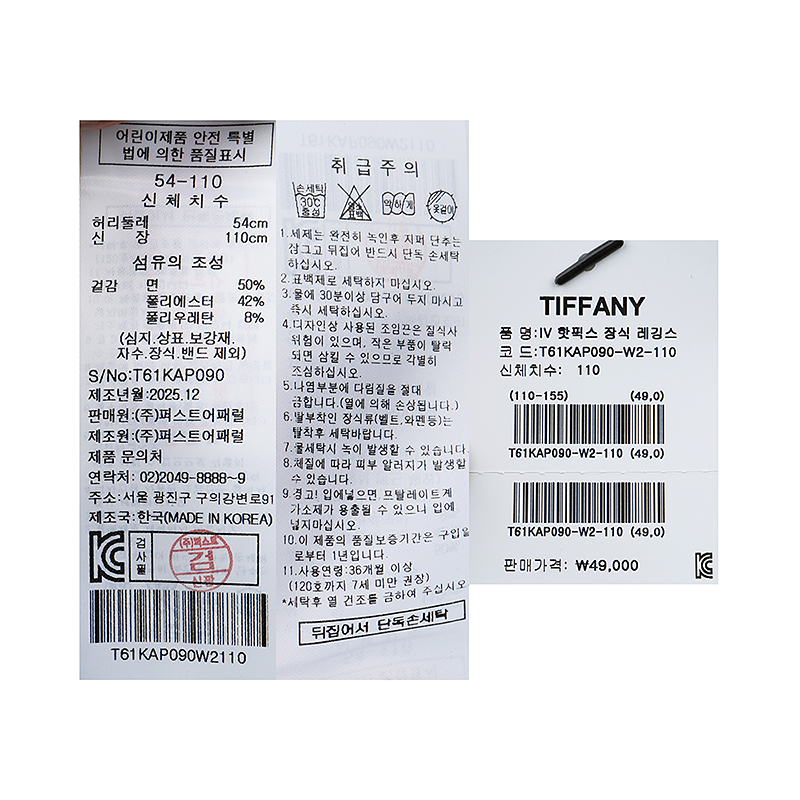 어린이제품 안전 특별
법에 의한 품질표시
54-110
신체치수
허리둘레 54cm
신 장 110cm
섬유의 조성
겉감 면 50%
폴리에스터 42%
폴리우레탄 8%
(심지.상표.보강재.
자수.장식.밴드 제외)
S/No:T61KAP090
제조년월:2025.12
판매원:(주)퍼스트어패럴
제조원:(주)퍼스트어패럴
제품 문의처
연락처: 02)2049-8888~9
주소:서울 광진구 구의강변로91
제조국:한국(MADE IN KOREA)
검사필
(주)퍼스트
검
T61KAP090W2110
취급주의
손세탁
30℃
중성
염소
표백
약하게
옷걸이
1.세제는 완전히 녹인후 지퍼 단추는
잠그고 뒤집어 반드시 단독 손세탁
하십시오.
2.표백제로 세탁하지 마십시오.
3.물에 30분이상 담구어 두지 마시고
즉시 세탁하십시오.
4.디자인상 사용된 조임끈은 질식사
위험이 있으며, 작은 부품이 탈락
되면 삼킬 수 있으므로 각별히
조심하십시오.
5.나염부분에 다림질을 절대
금합니다.(열에 의해 손상됩니다.)
6.탈부착인 장식류(벨트,와펜등)는
탈착후 세탁바랍니다.
7.물세탁시 녹이 발생할 수 있습니다.
8.체질에 따라 피부 알러지가 발생할
수 있습니다.
9.경고! 입에넣으면 프탈레이트계
가소제가 용출될 수 있으니 입에
넣지마십시오.
10.이 제품의 품질보증기간은 구입일
로부터 1년입니다.
11.사용연령:36개월 이상
(120호까지 7세 미만 권장)
*세탁후 열 건조를 금하여 주십시오
뒤집어서 단독손세탁
TIFFANY
품 명:IV 핫픽스 장식 레깅스
코 드:T61KAP090-W2-110
신체치수: 110
(110-155) (49,0)
T61KAP090-W2-110 (49,0)
T61KAP090-W2-110 (49,0)
판매가격: ₩49,000